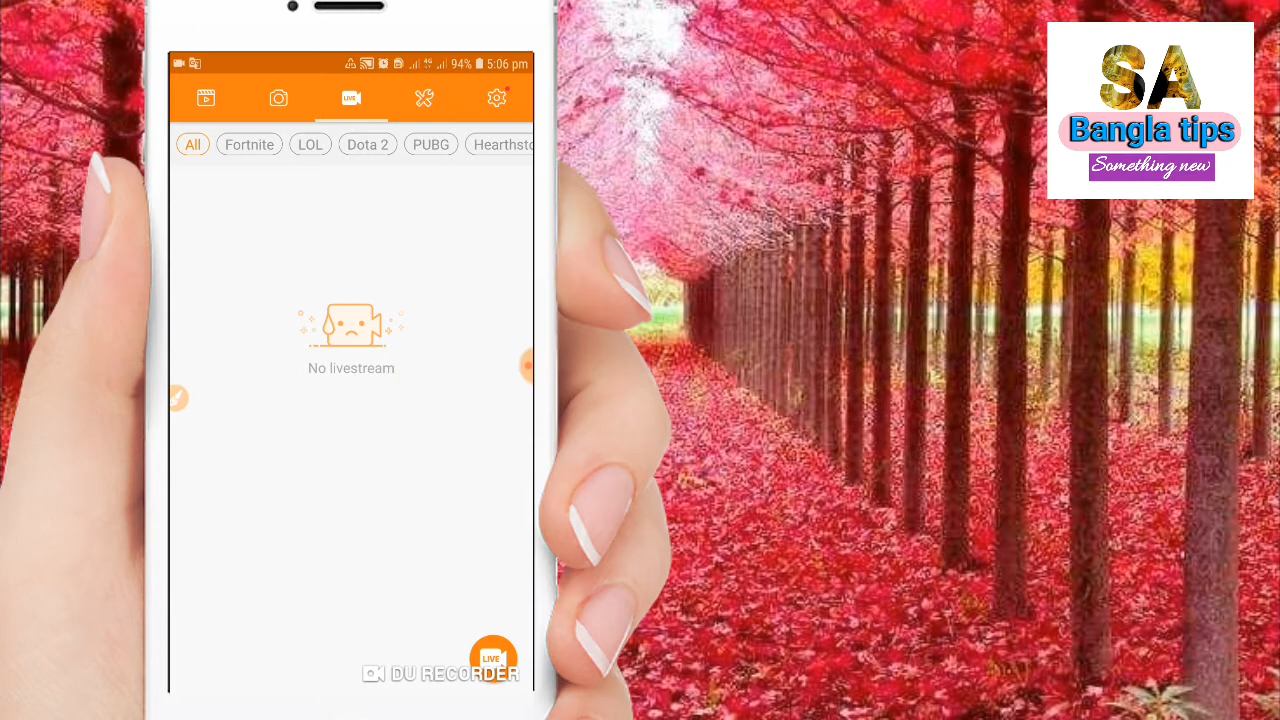 94% 5:06 pm
LIVE
All Fortnite LOL Dota 2 PUBG Hearthsto
No livestream
LIVE
DU RECORDER
SA
Bangla tips
Something new